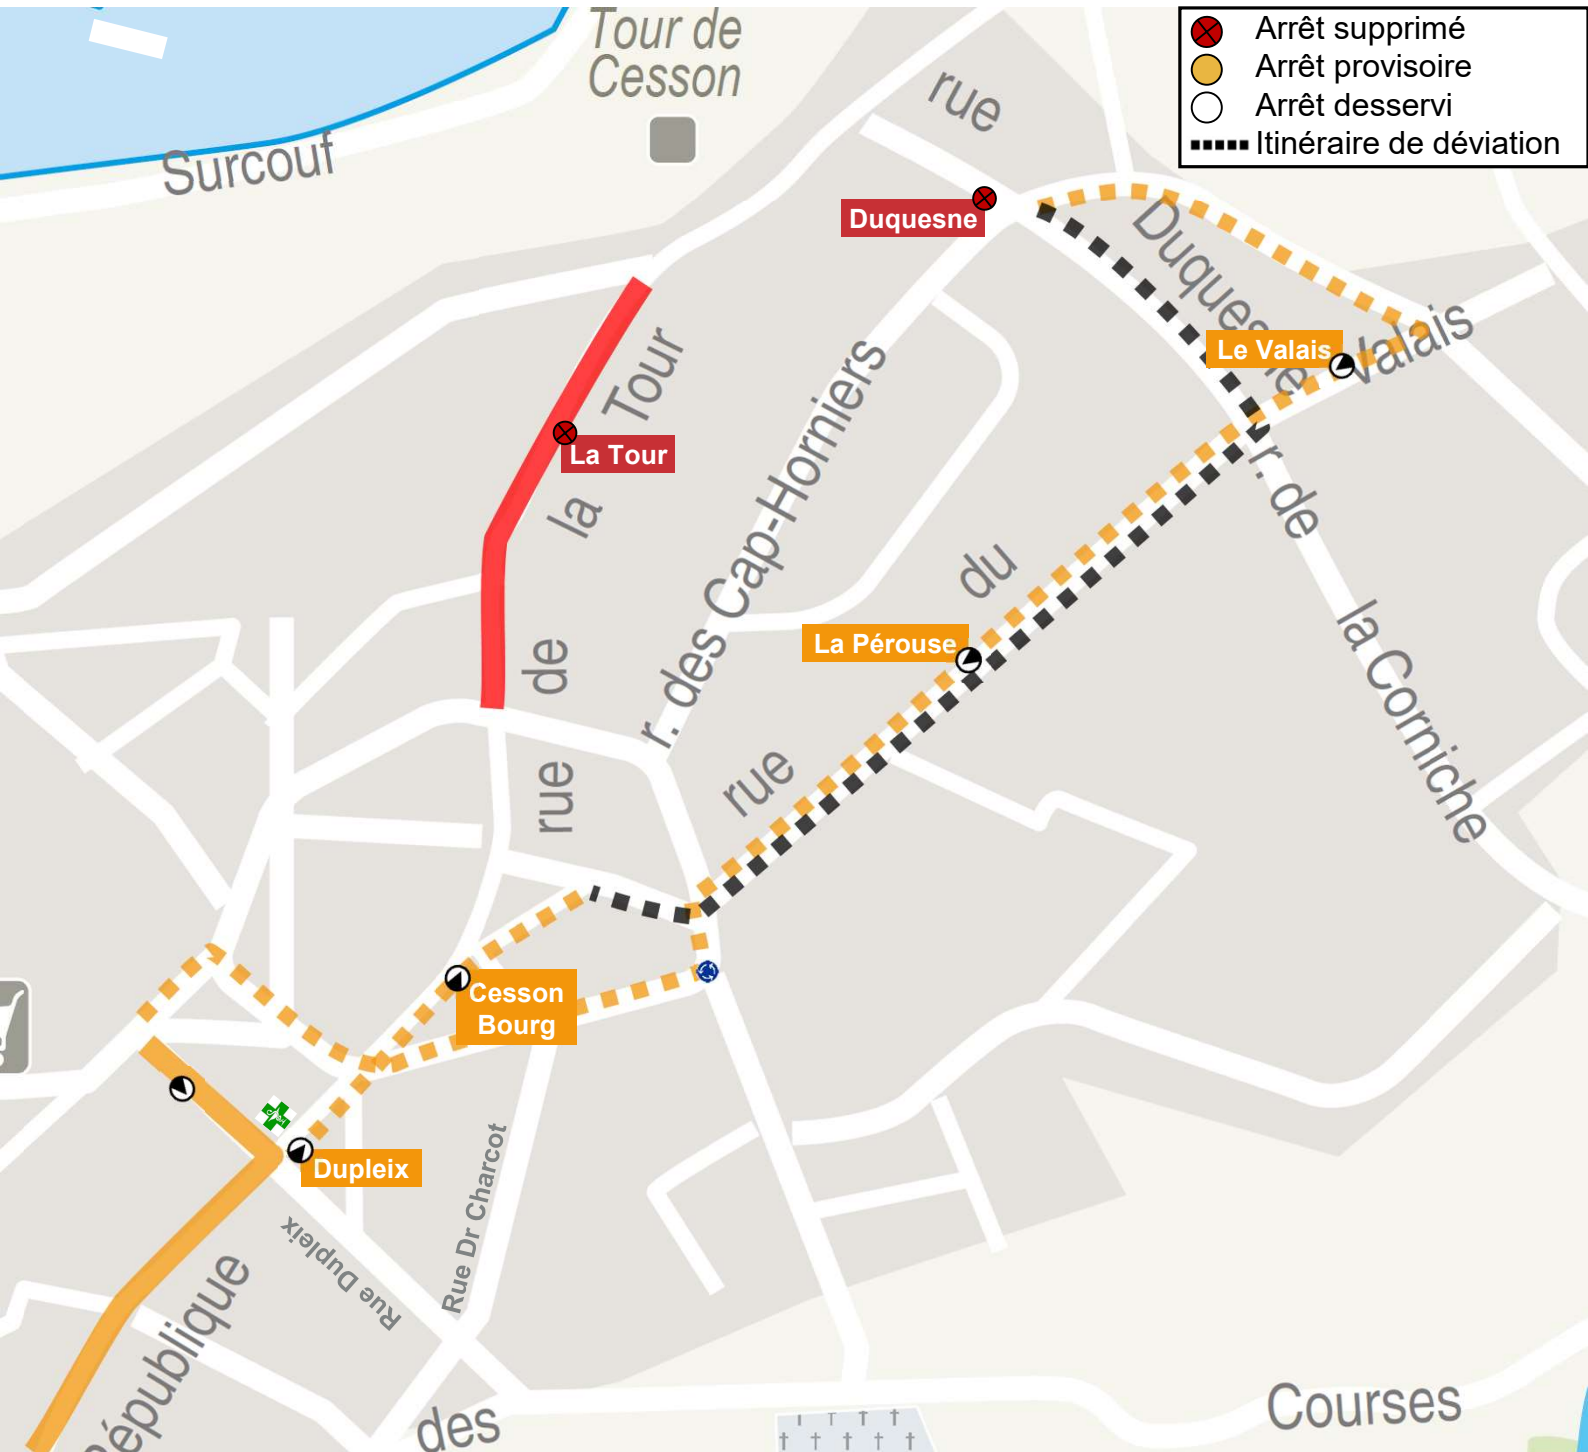 Tour de
Cesson
Surcouf
Arrêt supprimé
Arrêt provisoire
Arrêt desservi
Itinéraire de déviation
rue
Duquesne
Duquesne
Le Valais
le Valais
la Tour
La Tour
r. des Cap-Horniers
r. de
la Corniche
du
La Pérouse
de
rue
rue
Cesson
Bourg
Dupleix
Rue Dr Charcot
Rue Dupleix
République
des
Courses